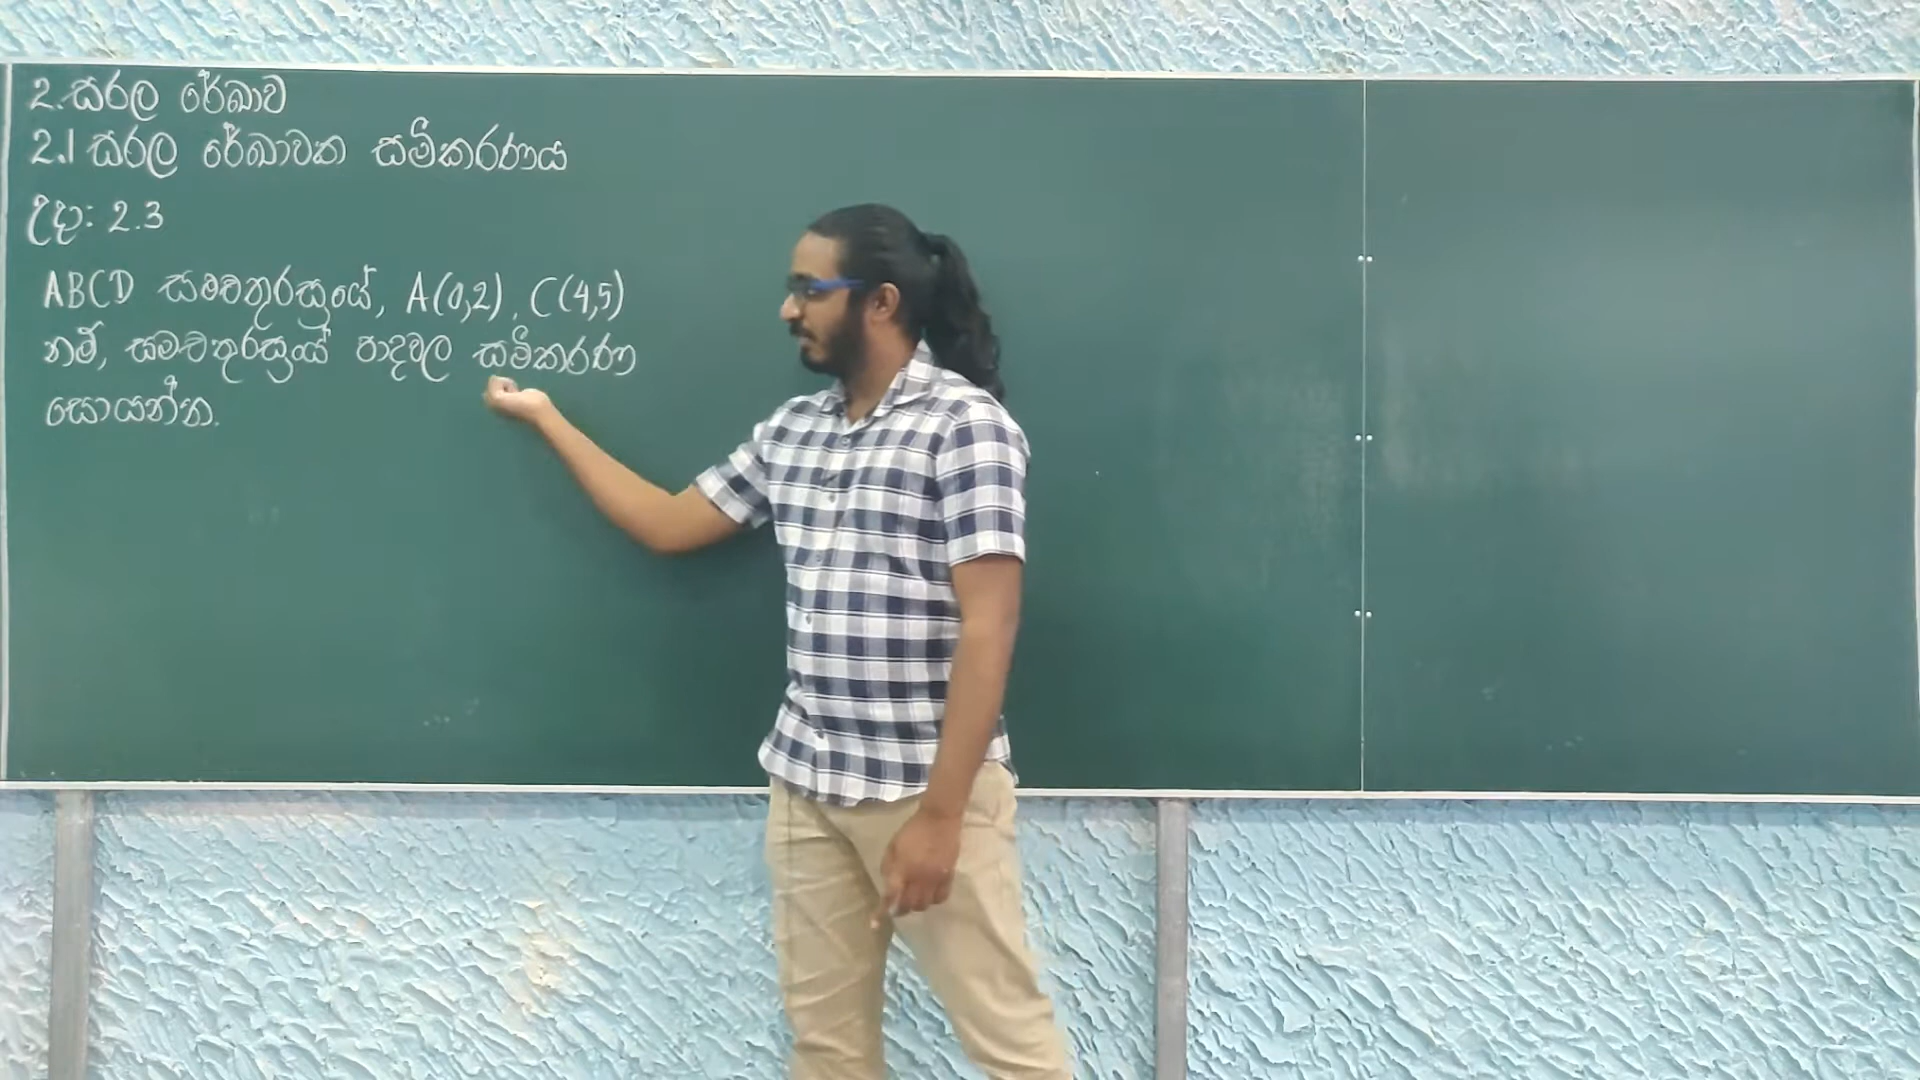 2. සරල රේඛාව
2.1 සරල රේඛාවක සමීකරණය
උදා: 2.3
ABCD සමචතුරස්‍රයේ, A(0,2), C(4,5)
නම්, සමචතුරස්‍රයේ පාදවල සමීකරණ
සොයන්න.